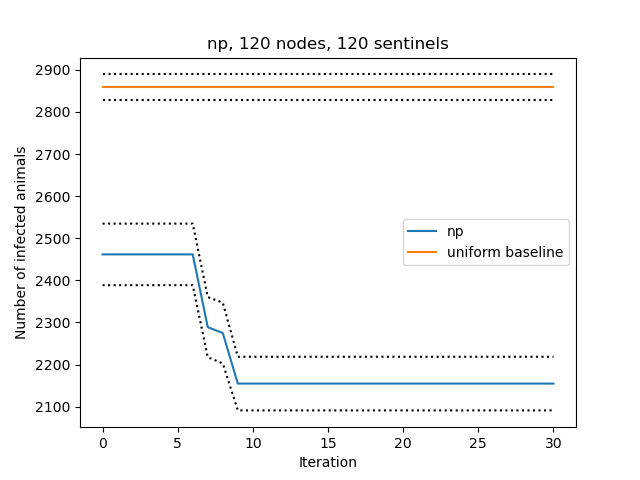 np, 120 nodes, 120 sentinels
Number of infected animals
2900
2800
2700
2600
2500
2400
2300
2200
2100
np
uniform baseline
0 5 10 15 20 25 30
Iteration